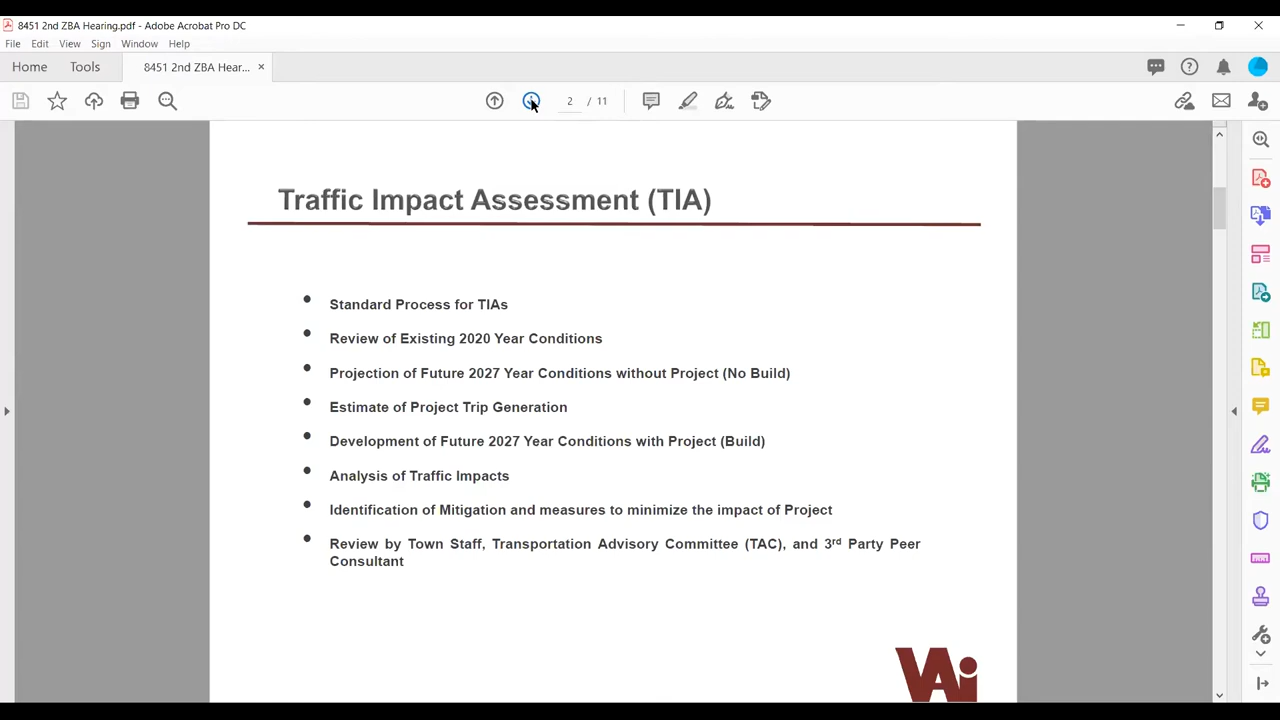 8451 2nd ZBA Hearing.pdf - Adobe Acrobat Pro DC
File Edit View Sign Window Help
Home Tools 8451 2nd ZBA Hear... ×
2 / 11
Traffic Impact Assessment (TIA)
• Standard Process for TIAs
• Review of Existing 2020 Year Conditions
• Projection of Future 2027 Year Conditions without Project (No Build)
• Estimate of Project Trip Generation
• Development of Future 2027 Year Conditions with Project (Build)
• Analysis of Traffic Impacts
• Identification of Mitigation and measures to minimize the impact of Project
• Review by Town Staff, Transportation Advisory Committee (TAC), and 3rd Party Peer
Consultant
VAi